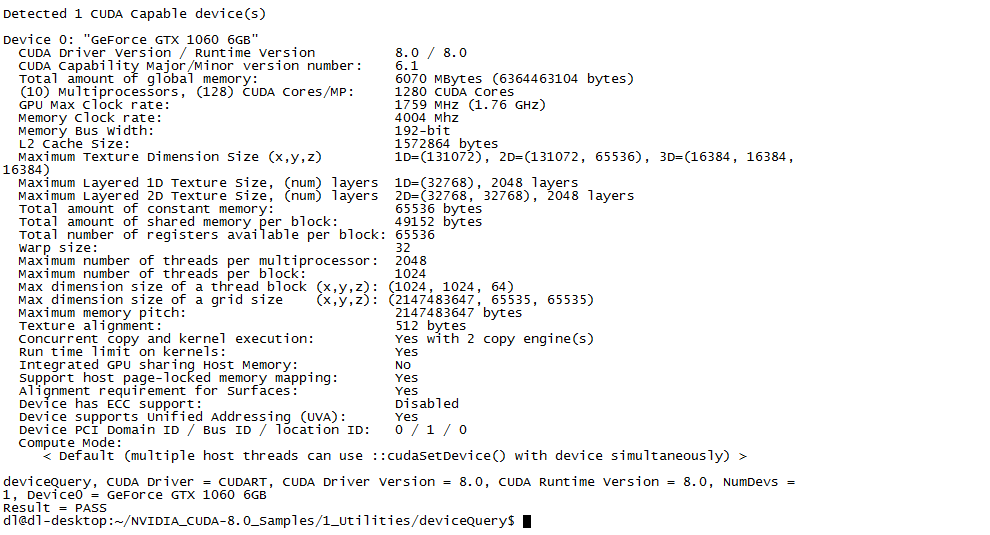 Detected 1 CUDA Capable device(s)

Device 0: "GeForce GTX 1060 6GB"
  CUDA Driver Version / Runtime Version          8.0 / 8.0
  CUDA Capability Major/Minor version number:    6.1
  Total amount of global memory:                 6070 MBytes (6364463104 bytes)
  (10) Multiprocessors, (128) CUDA Cores/MP:     1280 CUDA Cores
  GPU Max Clock rate:                            1759 MHz (1.76 GHz)
  Memory Clock rate:                             4004 Mhz
  Memory Bus Width:                              192-bit
  L2 Cache Size:                                 1572864 bytes
  Maximum Texture Dimension Size (x,y,z)         1D=(131072), 2D=(131072, 65536), 3D=(16384, 16384,
16384)
  Maximum Layered 1D Texture Size, (num) layers  1D=(32768), 2048 layers
  Maximum Layered 2D Texture Size, (num) layers  2D=(32768, 32768), 2048 layers
  Total amount of constant memory:               65536 bytes
  Total amount of shared memory per block:       49152 bytes
  Total number of registers available per block: 65536
  Warp size:                                     32
  Maximum number of threads per multiprocessor:  2048
  Maximum number of threads per block:           1024
  Max dimension size of a thread block (x,y,z): (1024, 1024, 64)
  Max dimension size of a grid size    (x,y,z): (2147483647, 65535, 65535)
  Maximum memory pitch:                          2147483647 bytes
  Texture alignment:                             512 bytes
  Concurrent copy and kernel execution:          Yes with 2 copy engine(s)
  Run time limit on kernels:                     Yes
  Integrated GPU sharing Host Memory:            No
  Support host page-locked memory mapping:       Yes
  Alignment requirement for Surfaces:            Yes
  Device has ECC support:                        Disabled
  Device supports Unified Addressing (UVA):      Yes
  Device PCI Domain ID / Bus ID / location ID:   0 / 1 / 0
  Compute Mode:
     < Default (multiple host threads can use ::cudaSetDevice() with device simultaneously) >

deviceQuery, CUDA Driver = CUDART, CUDA Driver Version = 8.0, CUDA Runtime Version = 8.0, NumDevs =
1, Device0 = GeForce GTX 1060 6GB
Result = PASS
dl@dl-desktop:~/NVIDIA_CUDA-8.0_Samples/1_Utilities/deviceQuery$